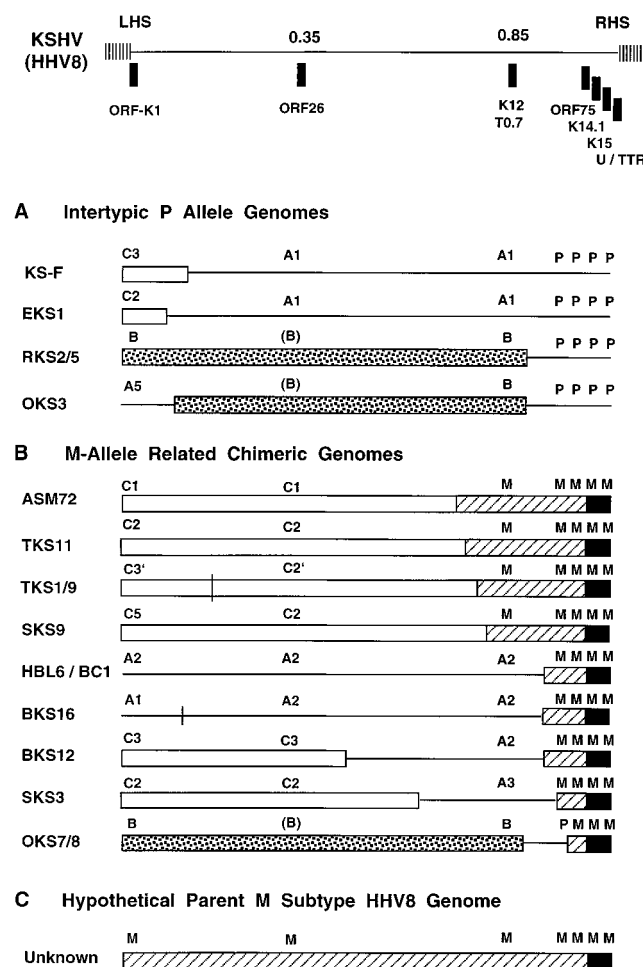 LHS RHS
KSHV 0.35 0.85
(HHV8)
ORF-K1 ORF26 K12 ORF75
T0.7 K14.1
K15
U / TTR
A Intertypic P Allele Genomes
C3 A1 A1 P P P P
KS-F
C2 A1 A1 P P P P
EKS1
B (B) B P P P P
RKS2/5
A5 (B) B P P P P
OKS3
B M-Allele Related Chimeric Genomes
C1 C1 M M M M M
ASM72
C2 C2 M M M M M
TKS11
C3' C2' M M M M M
TKS1/9
C5 C2 M M M M M
SKS9
A2 A2 A2 M M M M
HBL6 / BC1
A1 A2 A2 M M M M
BKS16
C3 C3 A2 M M M M
BKS12
C2 C2 A3 M M M M
SKS3
B (B) B P M M M
OKS7/8
C Hypothetical Parent M Subtype HHV8 Genome
M M M M M M M
Unknown